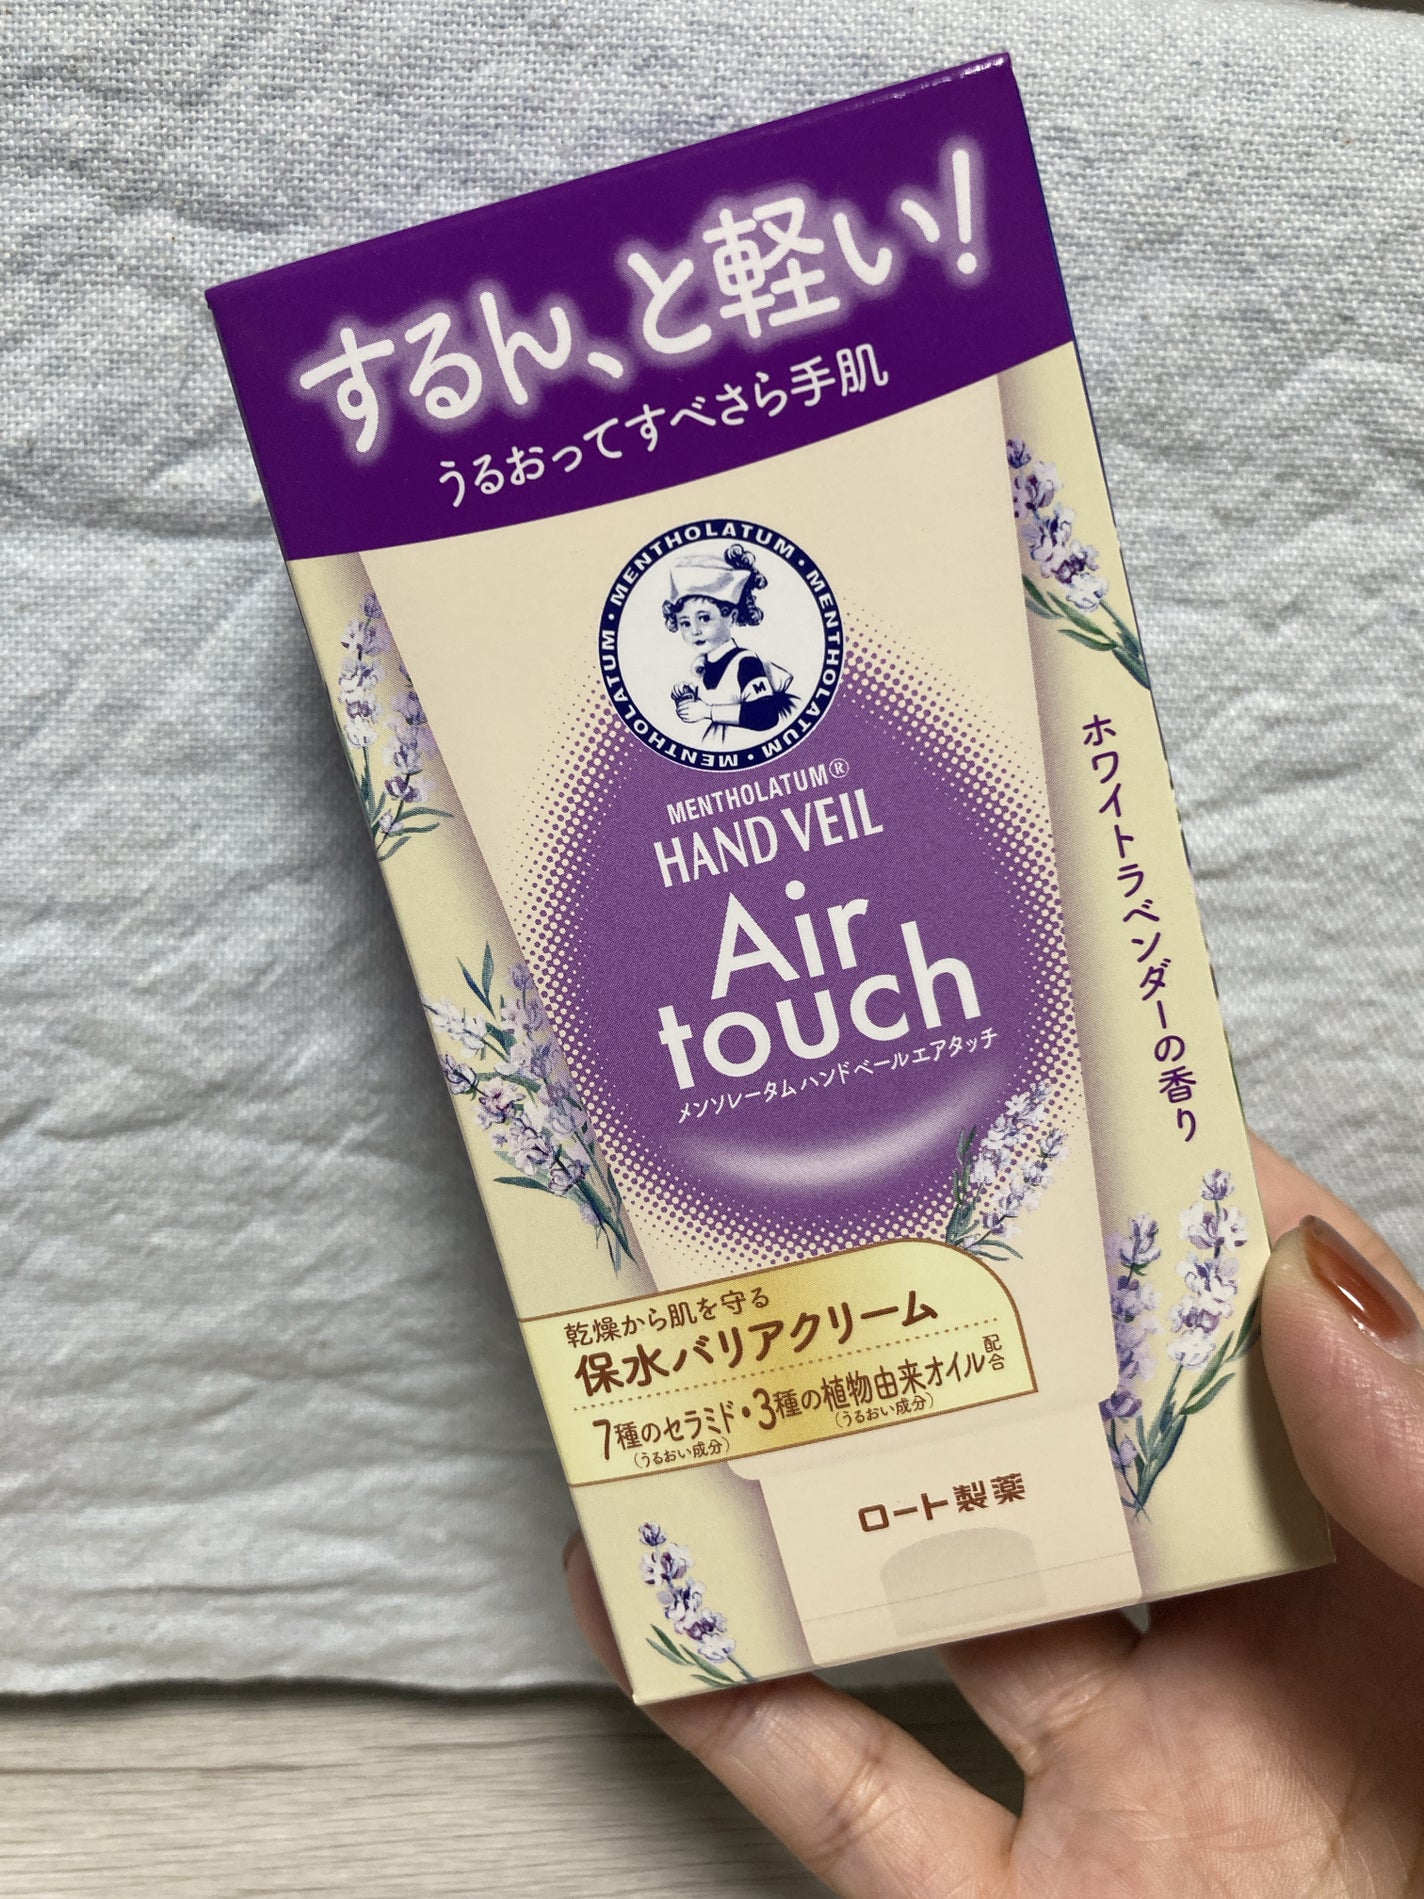 するん、と軽い!
うるおってすべさら手肌
MENTHOLATUM • MENTHOLATUM • MENTHOLATUM • MENTHOLATUM •
M
MENTHOLATUM®
HAND VEIL
Air
touch
メンソレータム ハンドベール エアタッチ
ホワイトラベンダーの香り
乾燥から肌を守る
保水バリアクリーム
7種のセラミド・3種の植物由来オイル配合
(うるおい成分) (うるおい成分)
ロート製薬